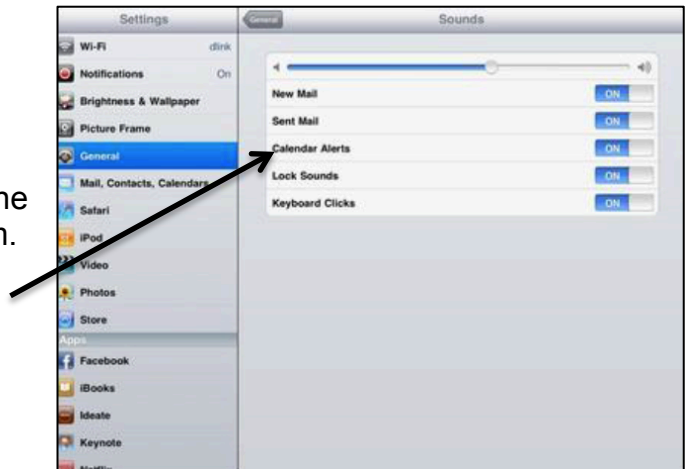 Settings
General
Sounds
Wi-Fi
dlink
Notifications
On
Brightness & Wallpaper
Picture Frame
General
Mail, Contacts, Calendars
Safari
iPod
Video
Photos
Store
Apps
Facebook
iBooks
Ideate
Keynote
Netflix
New Mail
ON
Sent Mail
ON
Calendar Alerts
ON
Lock Sounds
ON
Keyboard Clicks
ON